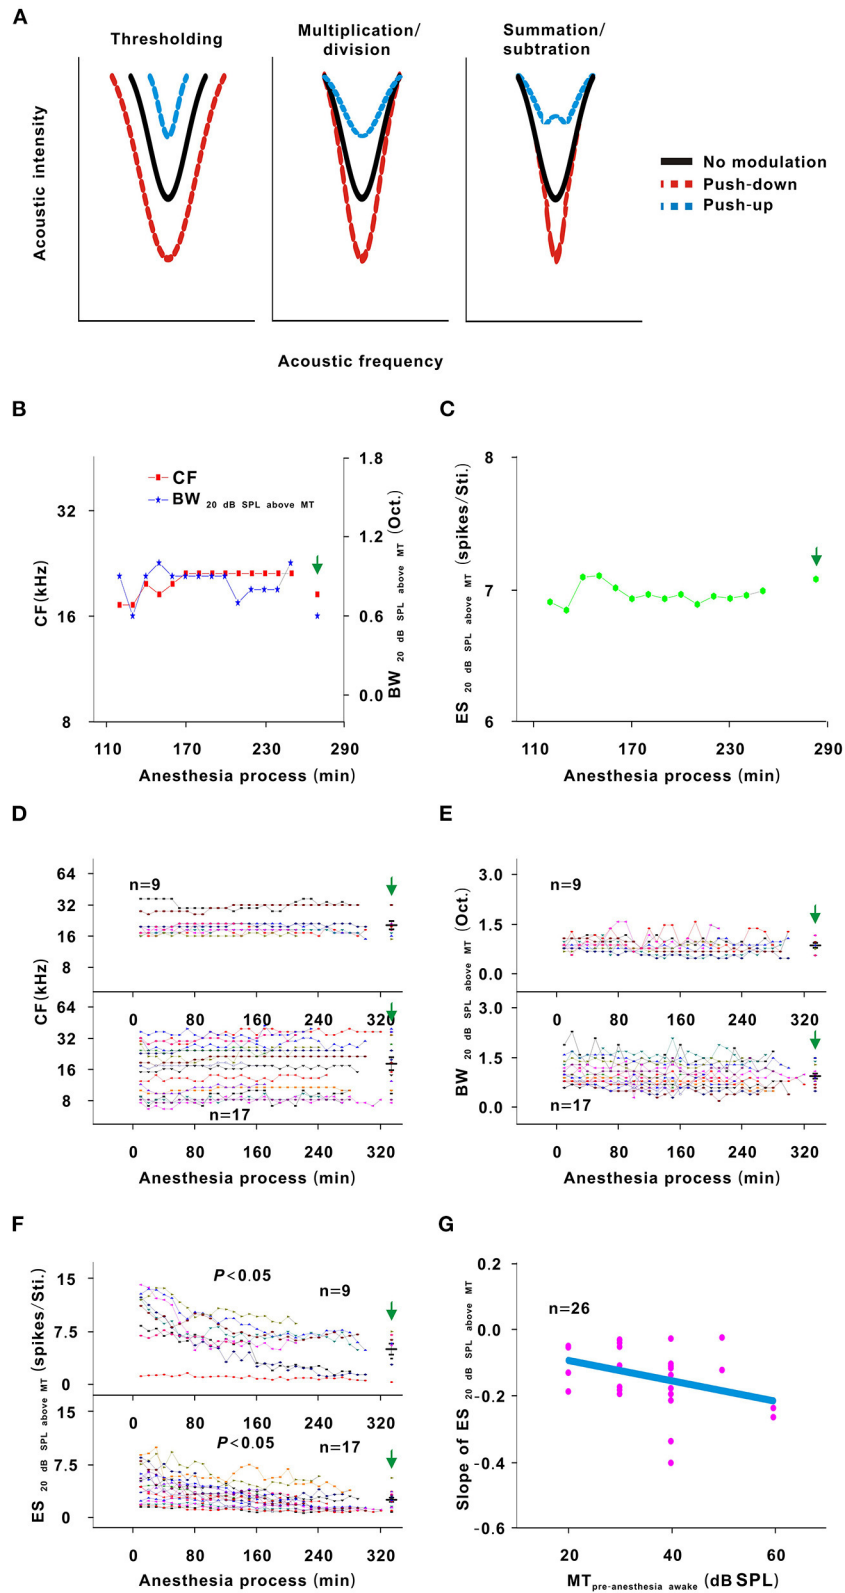 A
Thresholding
Multiplication/
division
Summation/
subtration
Acoustic intensity
No modulation
Push-down
Push-up
Acoustic frequency
B
CF
BW 20 dB SPL above MT
CF(kHz)
32
16
8
1.8
1.2
0.6
0.0
BW 20 dB SPL above MT (Oct.)
110 170 230 290
Anesthesia process (min)
C
ES 20 dB SPL above MT (spikes/Sti.)
8
7
6
110 170 230 290
Anesthesia process (min)
D
n=9
64
32
16
8
CF(kHz)
0 80 160 240 320
64
32
16
8
n=17
0 80 160 240 320
Anesthesia process (min)
E
n=9
3.0
1.5
0.0
BW 20 dB SPL above MT (Oct.)
0 80 160 240 320
3.0
1.5
0.0
n=17
0 80 160 240 320
Anesthesia process (min)
F
P<0.05
n=9
15
7.5
0
ES 20 dB SPL above MT (spikes/Sti.)
0 80 160 240 320
P<0.05
n=17
15
7.5
0
0 80 160 240 320
Anesthesia process (min)
G
n=26
0.2
0.0
-0.2
-0.4
-0.6
Slope of ES 20 dB SPL above MT
20 40 60
MTpre-anesthesia awake (dB SPL)